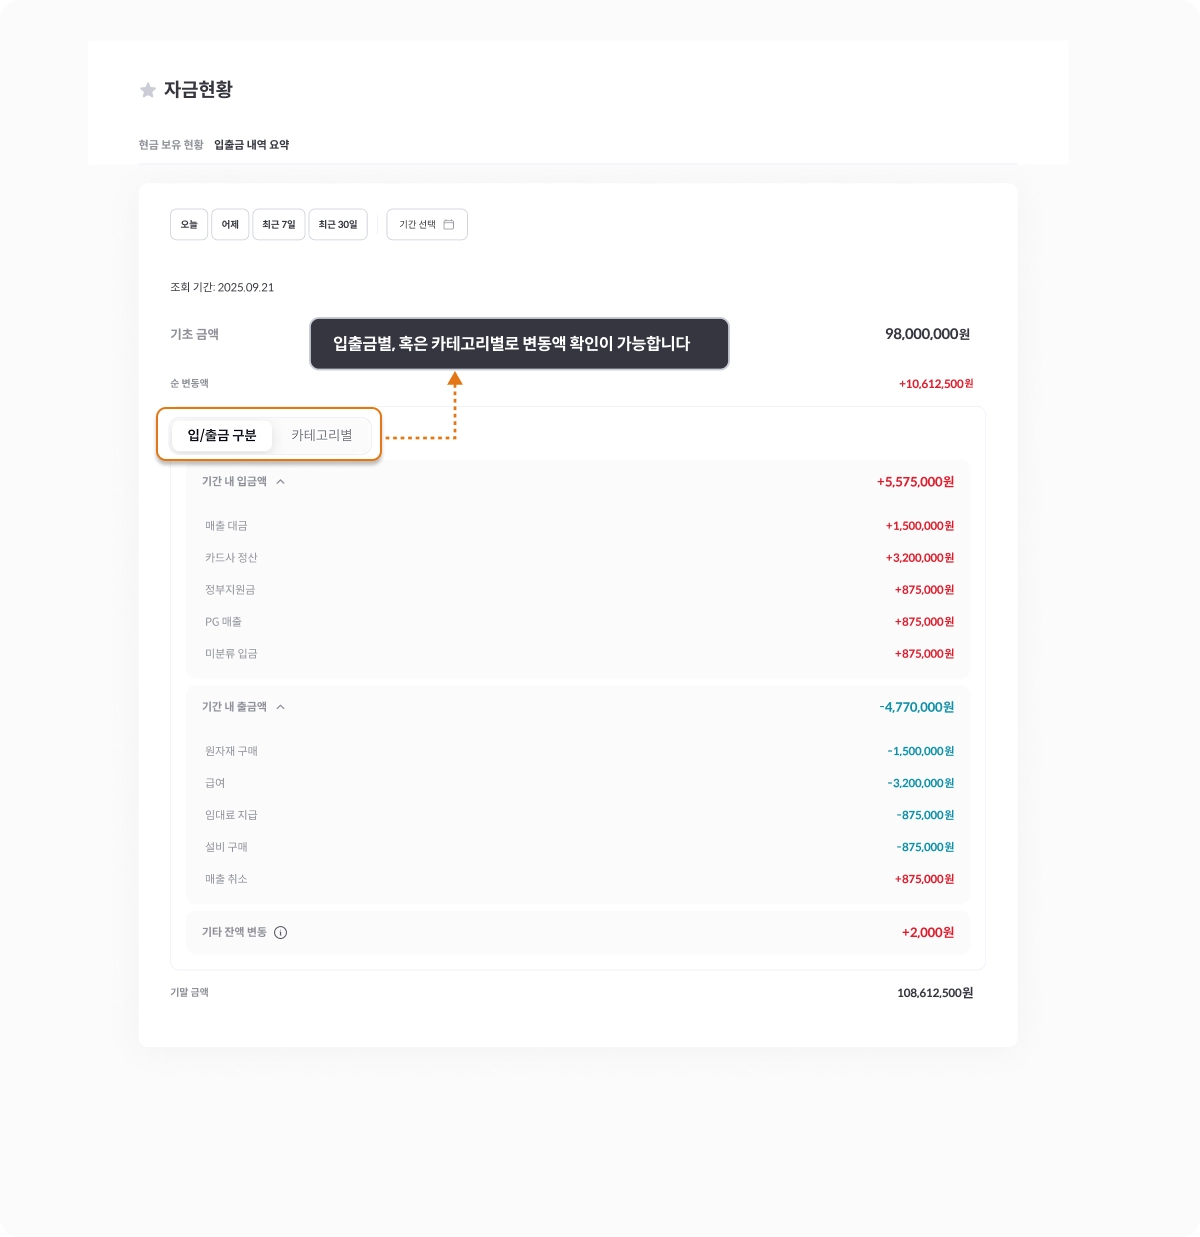 자금현황
현금 보유 현황 입출금 내역 요약
오늘 어제 최근 7일 최근 30일 기간 선택
조회 기간: 2025.09.21
기초 금액 98,000,000원
입출금별, 혹은 카테고리별로 변동액 확인이 가능합니다
순 변동액 +10,612,500원
입/출금 구분 카테고리별
기간 내 입금액 +5,575,000원
매출 대금 +1,500,000원
카드사 정산 +3,200,000원
정부지원금 +875,000원
PG 매출 +875,000원
미분류 입금 +875,000원
기간 내 출금액 -4,770,000원
원자재 구매 -1,500,000원
급여 -3,200,000원
임대료 지급 -875,000원
설비 구매 -875,000원
매출 취소 +875,000원
기타 잔액 변동 +2,000원
기말 금액 108,612,500원